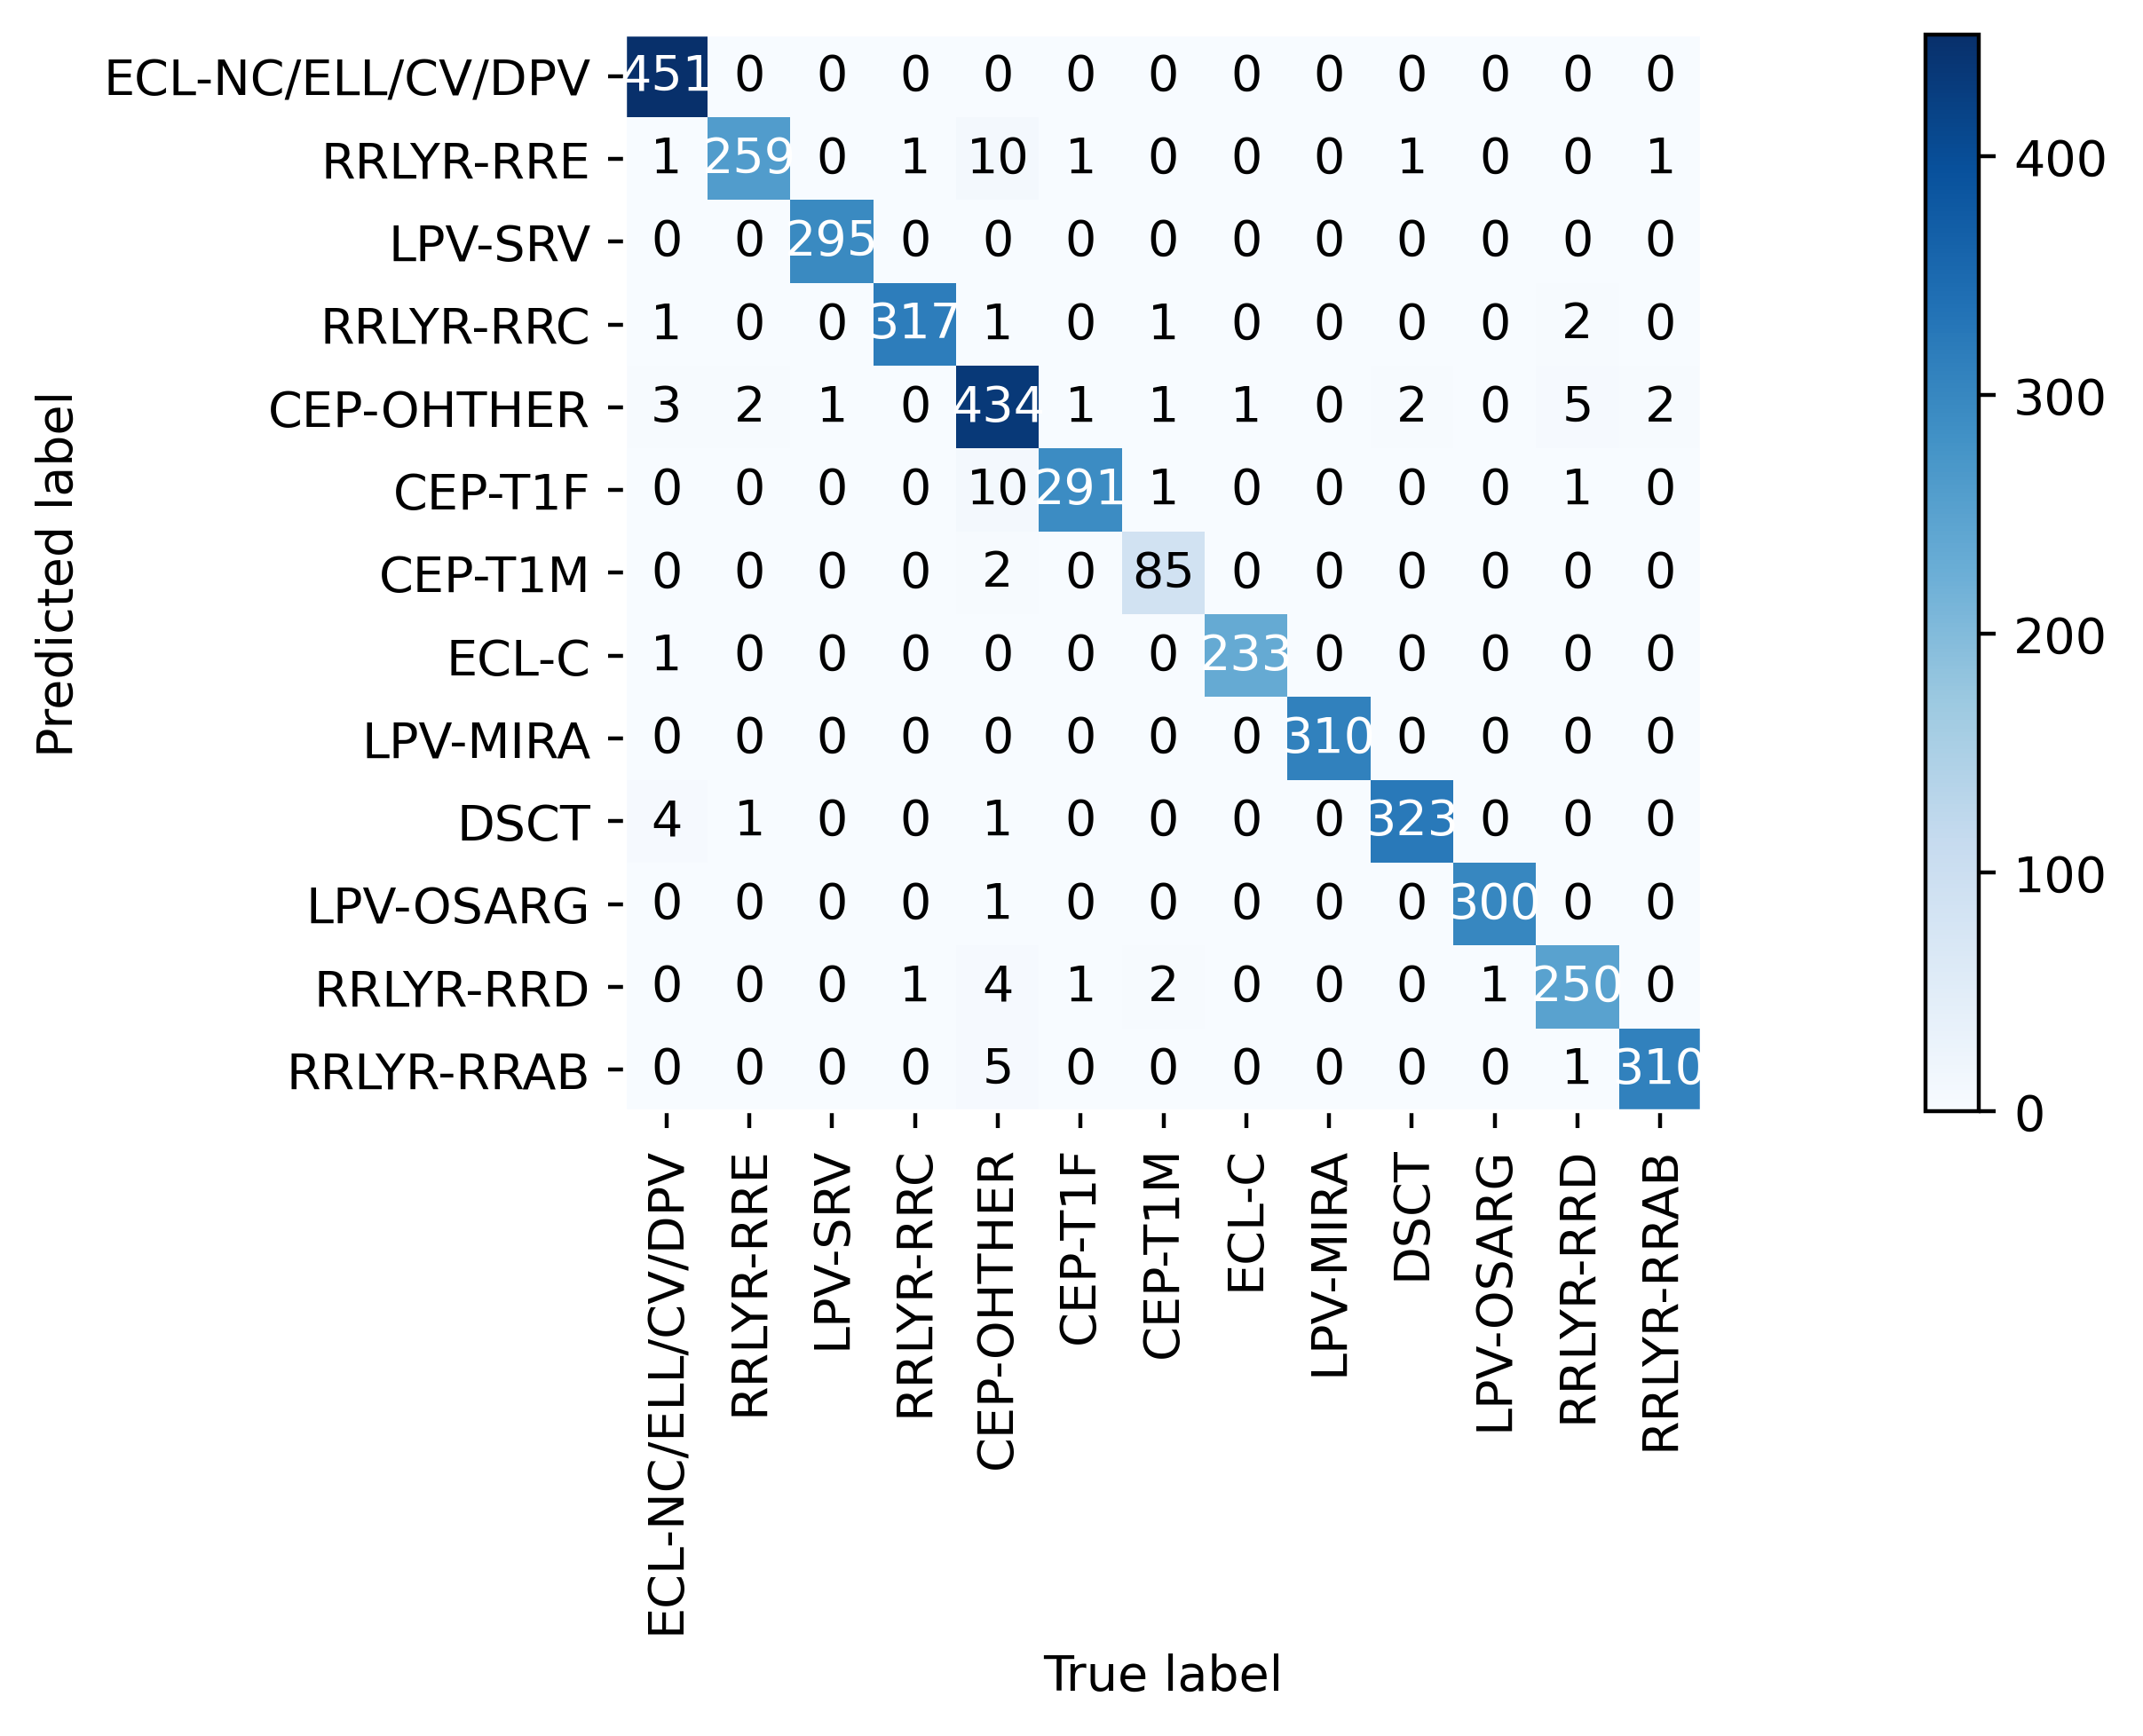 Predicted label
ECL-NC/ELL/CV/DPV 451 0 0 0 0 0 0 0 0 0 0 0 0
RRLYR-RRE 1 259 0 1 10 1 0 0 0 1 0 0 1
LPV-SRV 0 0 295 0 0 0 0 0 0 0 0 0 0
RRLYR-RRC 1 0 0 317 1 0 1 0 0 0 0 2 0
CEP-OHTHER 3 2 1 0 434 1 1 1 0 2 0 5 2
CEP-T1F 0 0 0 0 10 291 1 0 0 0 0 1 0
CEP-T1M 0 0 0 0 2 0 85 0 0 0 0 0 0
ECL-C 1 0 0 0 0 0 0 233 0 0 0 0 0
LPV-MIRA 0 0 0 0 0 0 0 0 310 0 0 0 0
DSCT 4 1 0 0 1 0 0 0 0 323 0 0 0
LPV-OSARG 0 0 0 0 1 0 0 0 0 0 300 0 0
RRLYR-RRD 0 0 0 1 4 1 2 0 0 0 1 250 0
RRLYR-RRAB 0 0 0 0 5 0 0 0 0 0 0 1 310
ECL-NC/ELL/CV/DPV
RRLYR-RRE
LPV-SRV
RRLYR-RRC
CEP-OHTHER
CEP-T1F
CEP-T1M
ECL-C
LPV-MIRA
DSCT
LPV-OSARG
RRLYR-RRD
RRLYR-RRAB
True label
400
300
200
100
0